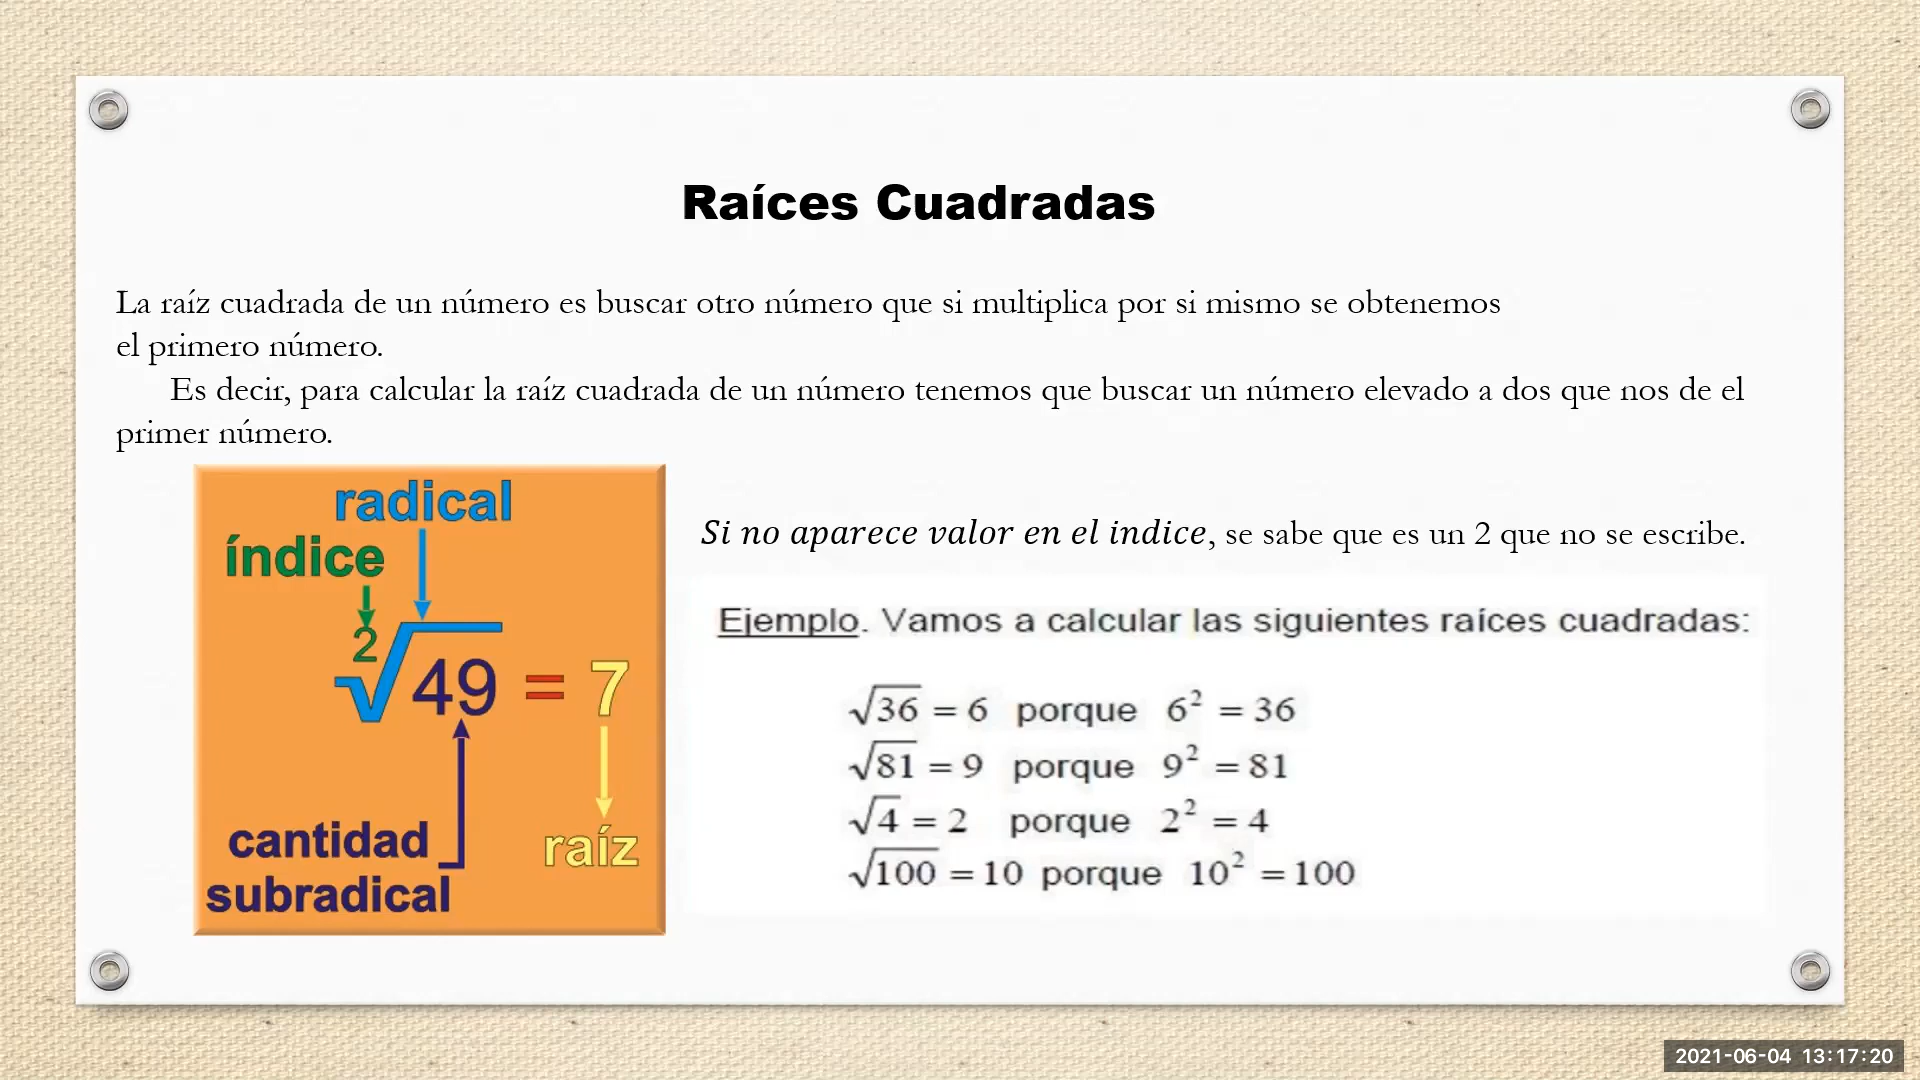 Raíces Cuadradas
La raíz cuadrada de un número es buscar otro número que si multiplica por si mismo se obtenemos
el primero número.
Es decir, para calcular la raíz cuadrada de un número tenemos que buscar un número elevado a dos que nos de el
primer número.
radical
índice
²√49 = 7
cantidad
subradical
raíz
Si no aparece valor en el indice, se sabe que es un 2 que no se escribe.
Ejemplo. Vamos a calcular las siguientes raíces cuadradas:
√36 = 6 porque 6² = 36
√81 = 9 porque 9² = 81
√4 = 2 porque 2² = 4
√100 = 10 porque 10² = 100
2021-06-04 13:17:20